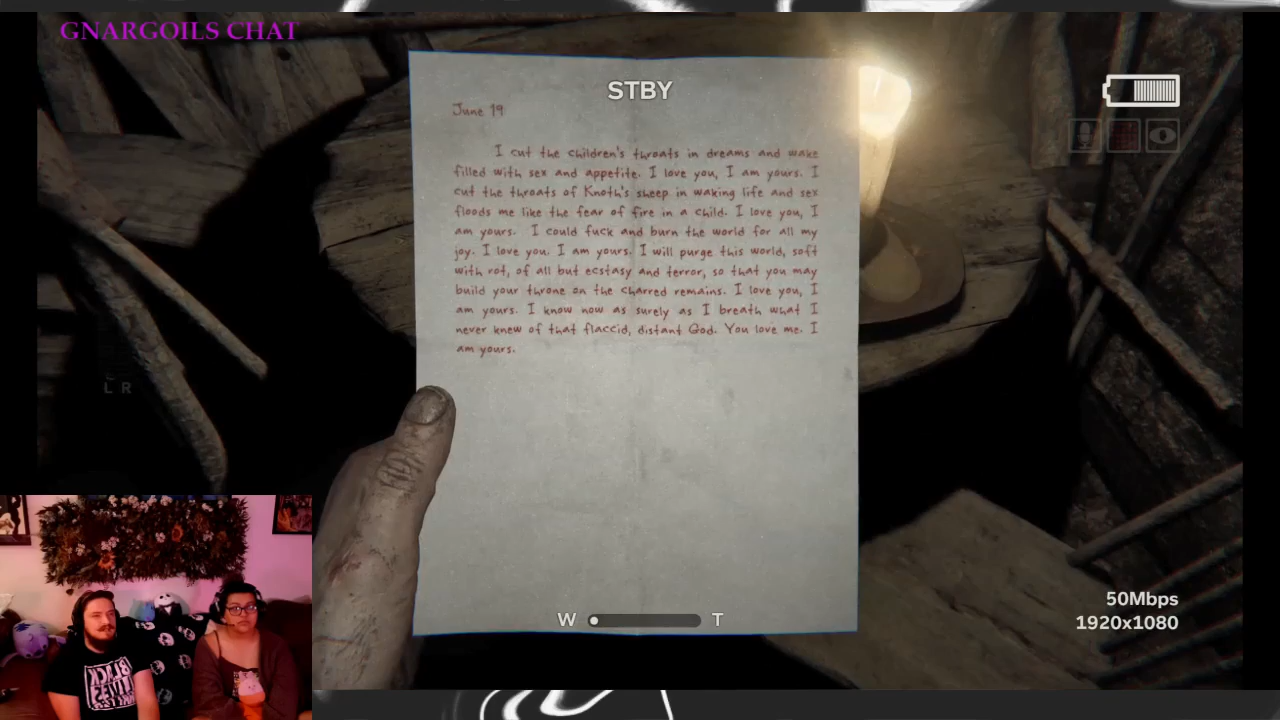 GNARGOILS CHAT
STBY
June 19
I cut the children's throats in dreams and wake
filled with sex and appetite. I love you, I am yours. I
cut the throats of Knoth's sheep in waking life and sex
floods me like the fear of fire in a child. I love you, I
am yours. I could fuck and burn the world for all my
joy. I love you. I am yours. I will purge this world, soft
with rot, of all but ecstasy and terror, so that you may
build your throne on the charred remains. I love you, I
am yours. I know now as surely as I breath what I
never knew of that flaccid, distant God. You love me. I
am yours.
L R
W T
50Mbps
1920x1080
BLACK
LIVES